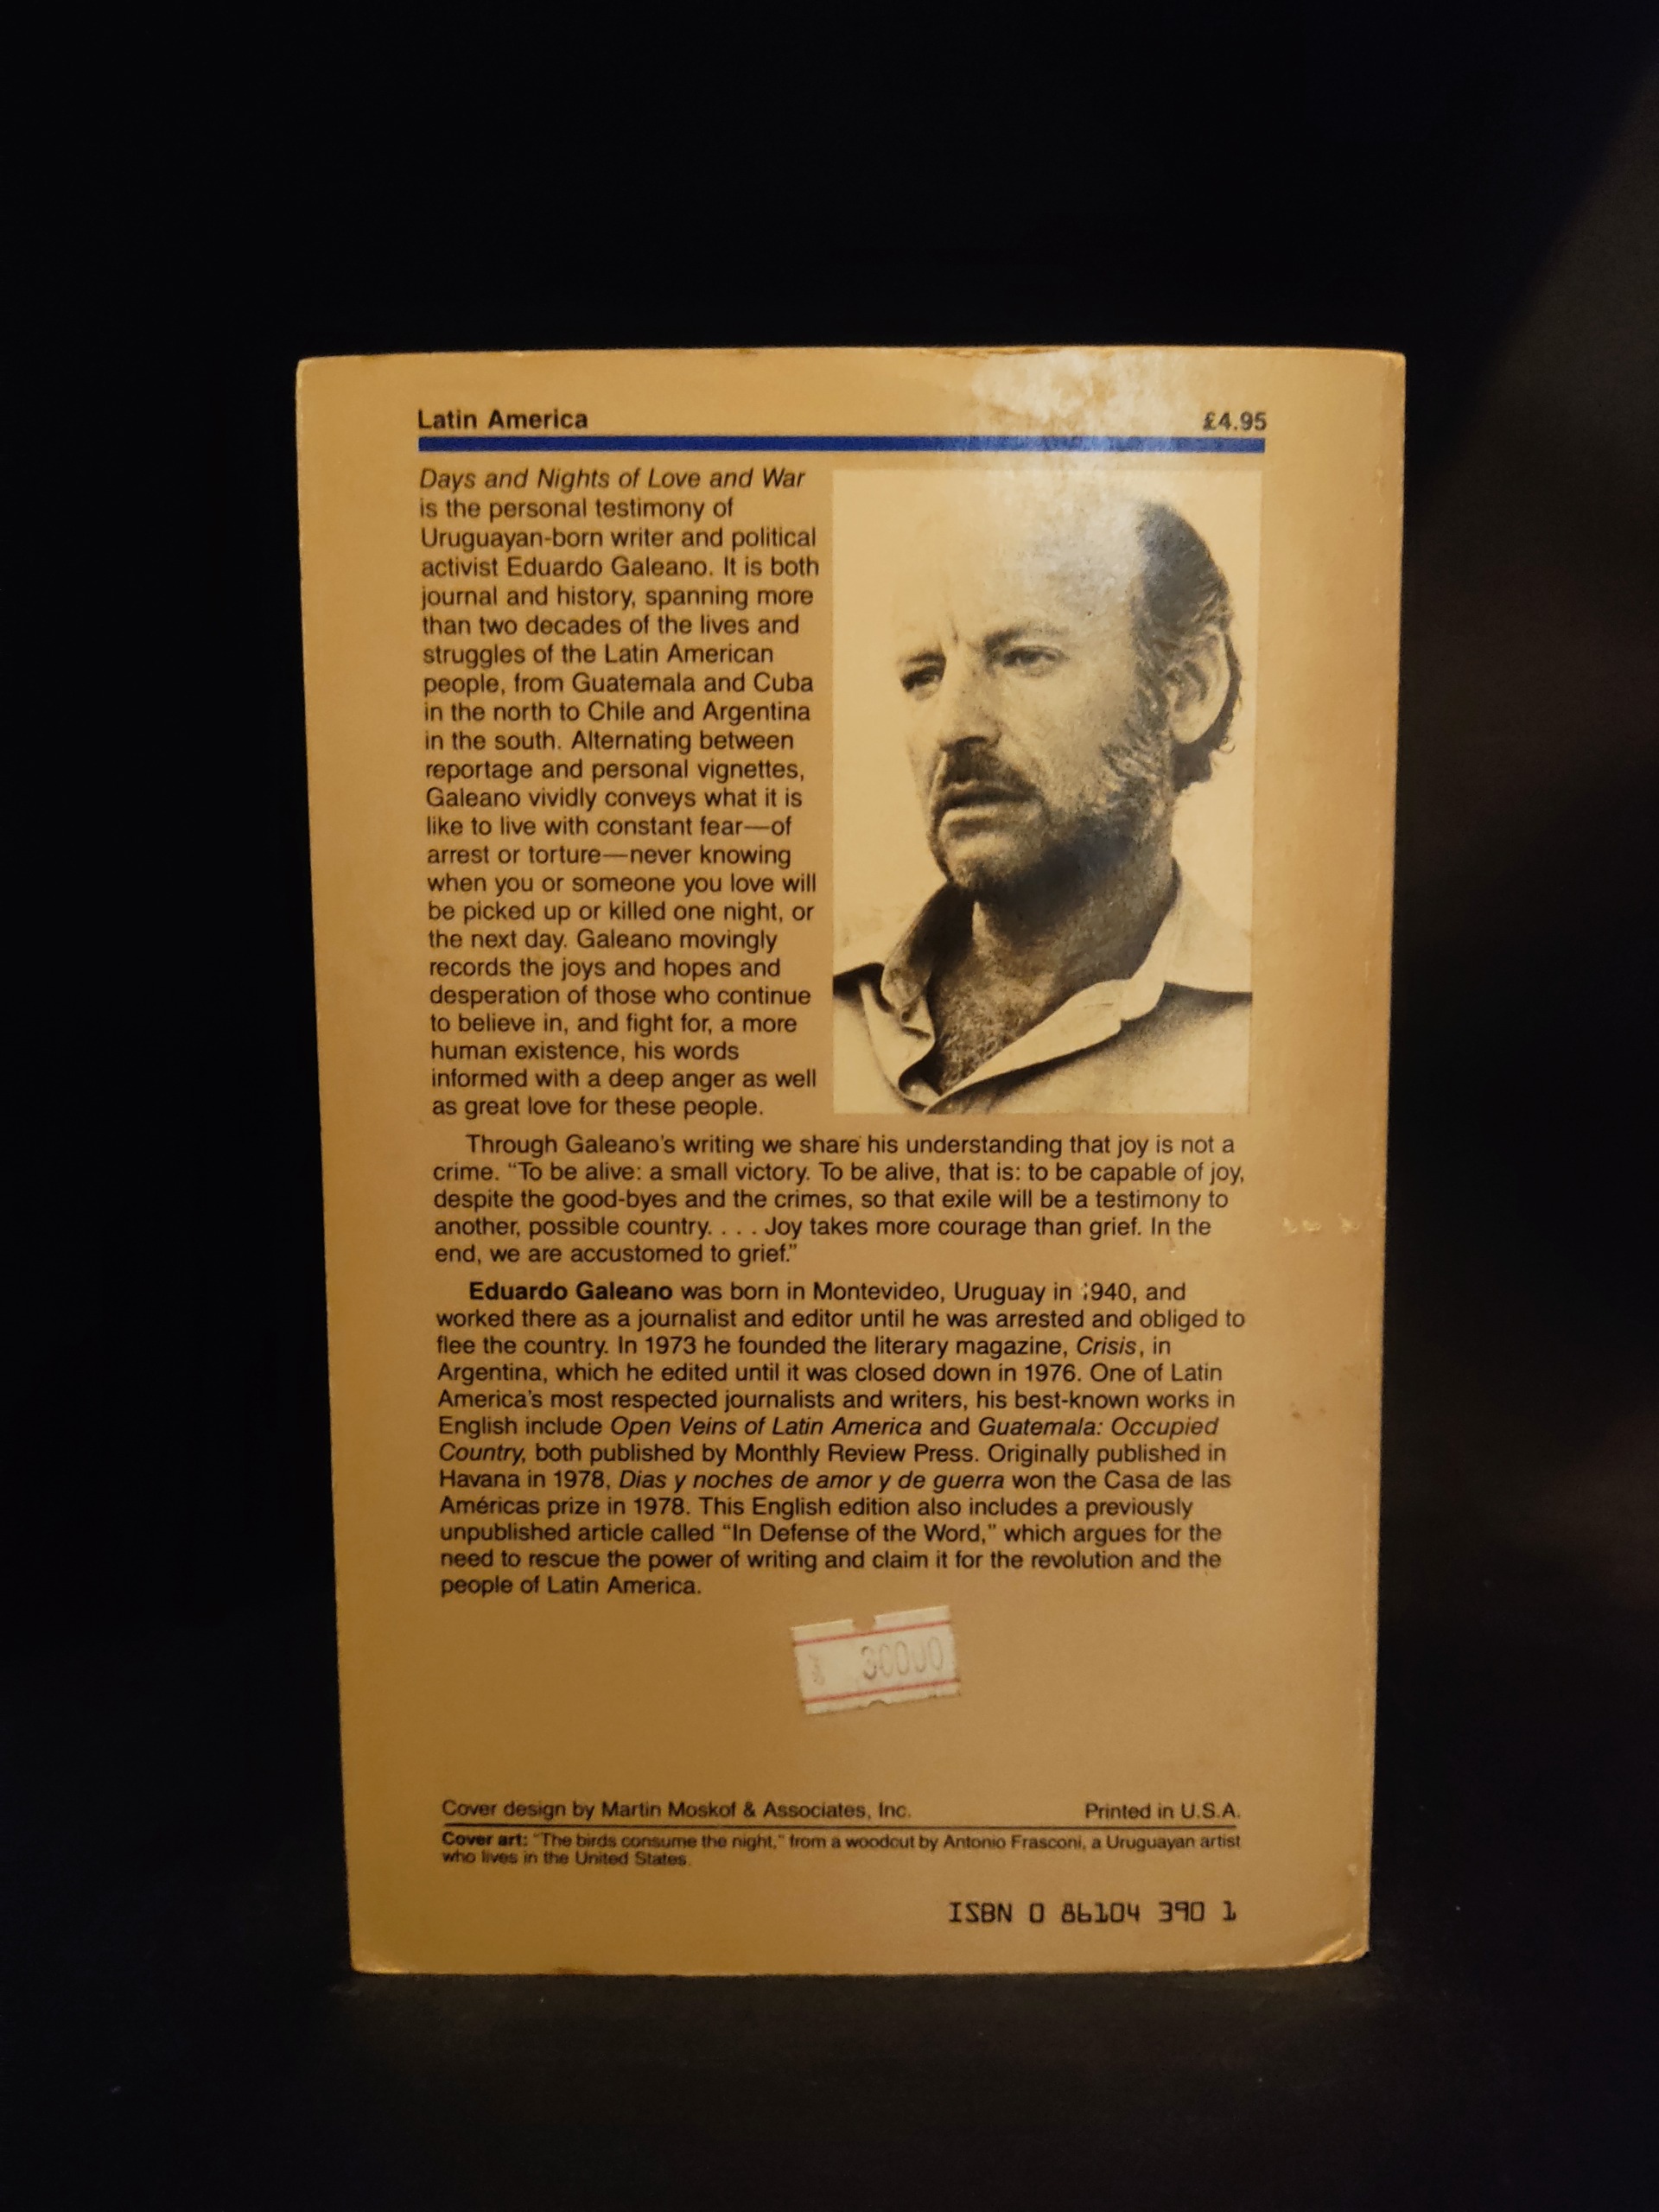 Latin America £4.95
Days and Nights of Love and War
is the personal testimony of
Uruguayan-born writer and political
activist Eduardo Galeano. It is both
journal and history, spanning more
than two decades of the lives and
struggles of the Latin American
people, from Guatemala and Cuba
in the north to Chile and Argentina
in the south. Alternating between
reportage and personal vignettes,
Galeano vividly conveys what it is
like to live with constant fear—of
arrest or torture—never knowing
when you or someone you love will
be picked up or killed one night, or
the next day. Galeano movingly
records the joys and hopes and
desperation of those who continue
to believe in, and fight for, a more
human existence, his words
informed with a deep anger as well
as great love for these people.
Through Galeano's writing we share his understanding that joy is not a
crime. “To be alive: a small victory. To be alive, that is: to be capable of joy,
despite the good-byes and the crimes, so that exile will be a testimony to
another, possible country. . . . Joy takes more courage than grief. In the
end, we are accustomed to grief.”
Eduardo Galeano was born in Montevideo, Uruguay in 1940, and
worked there as a journalist and editor until he was arrested and obliged to
flee the country. In 1973 he founded the literary magazine, Crisis, in
Argentina, which he edited until it was closed down in 1976. One of Latin
America's most respected journalists and writers, his best-known works in
English include Open Veins of Latin America and Guatemala: Occupied
Country, both published by Monthly Review Press. Originally published in
Havana in 1978, Dias y noches de amor y de guerra won the Casa de las
Américas prize in 1978. This English edition also includes a previously
unpublished article called “In Defense of the Word,” which argues for the
need to rescue the power of writing and claim it for the revolution and the
people of Latin America.
Cover design by Martin Moskof & Associates, Inc. Printed in U.S.A.
Cover art: “The birds consume the night,” from a woodcut by Antonio Frasconi, a Uruguayan artist
who lives in the United States.
ISBN 0 86104 390 1